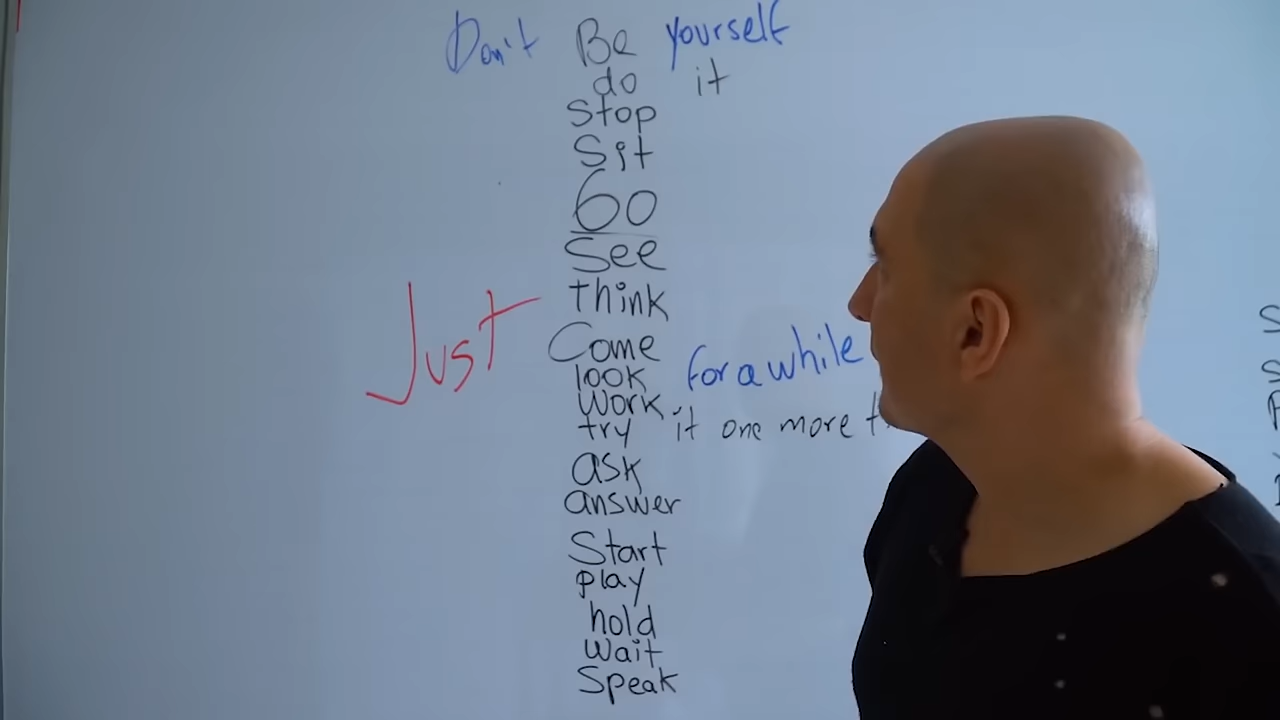 Don't Be yourself
do it
Stop
Sit
Go
See
think
Just
Come
look for a while
work
try it one more
ask
answer
Start
play
hold
wait
Speak